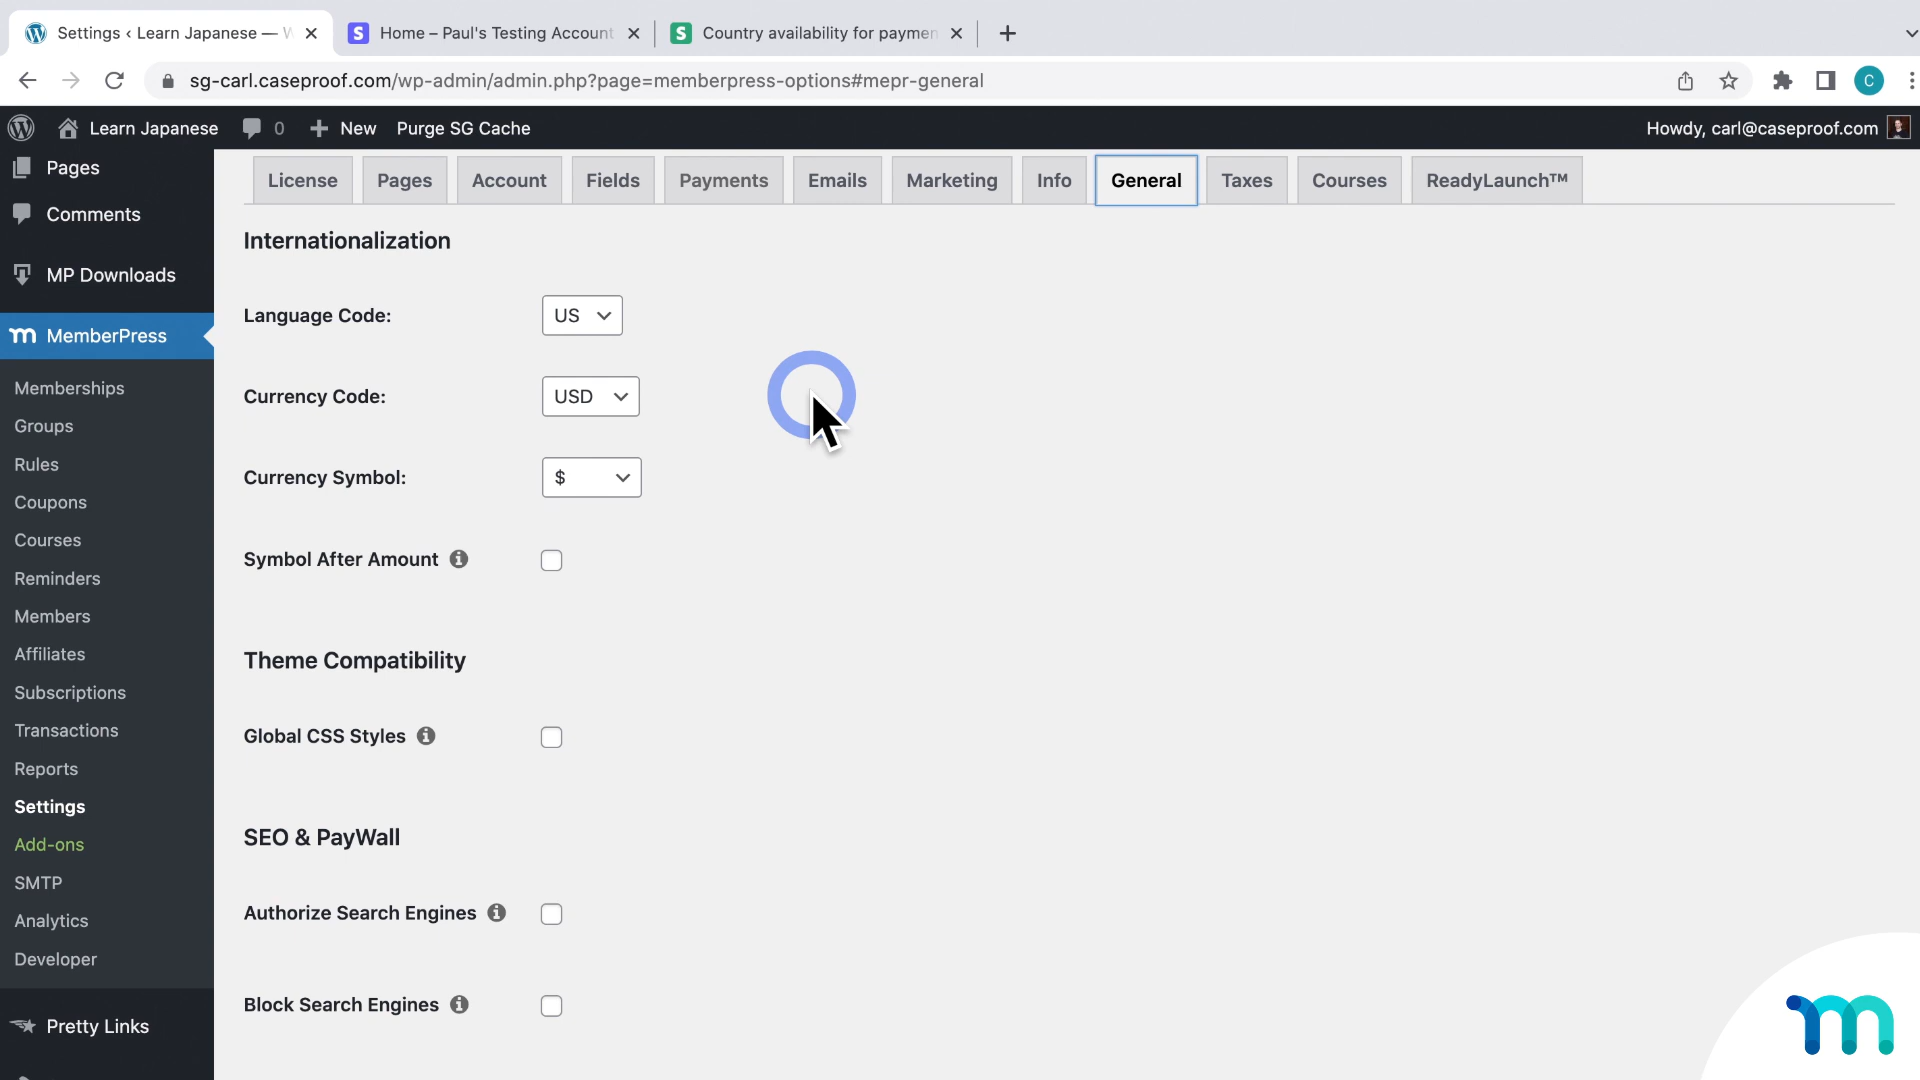 Settings ‹ Learn Japanese —
Home – Paul's Testing Account
Country availability for paymen
sg-carl.caseproof.com/wp-admin/admin.php?page=memberpress-options#mepr-general
C
Learn Japanese
0
New
Purge SG Cache
Howdy, carl@caseproof.com
Pages
Comments
MP Downloads
MemberPress
Memberships
Groups
Rules
Coupons
Courses
Reminders
Members
Affiliates
Subscriptions
Transactions
Reports
Settings
Add-ons
SMTP
Analytics
Developer
Pretty Links
License
Pages
Account
Fields
Payments
Emails
Marketing
Info
General
Taxes
Courses
ReadyLaunch™
Internationalization
Language Code:
US
Currency Code:
USD
Currency Symbol:
$
Symbol After Amount
Theme Compatibility
Global CSS Styles
SEO & PayWall
Authorize Search Engines
Block Search Engines